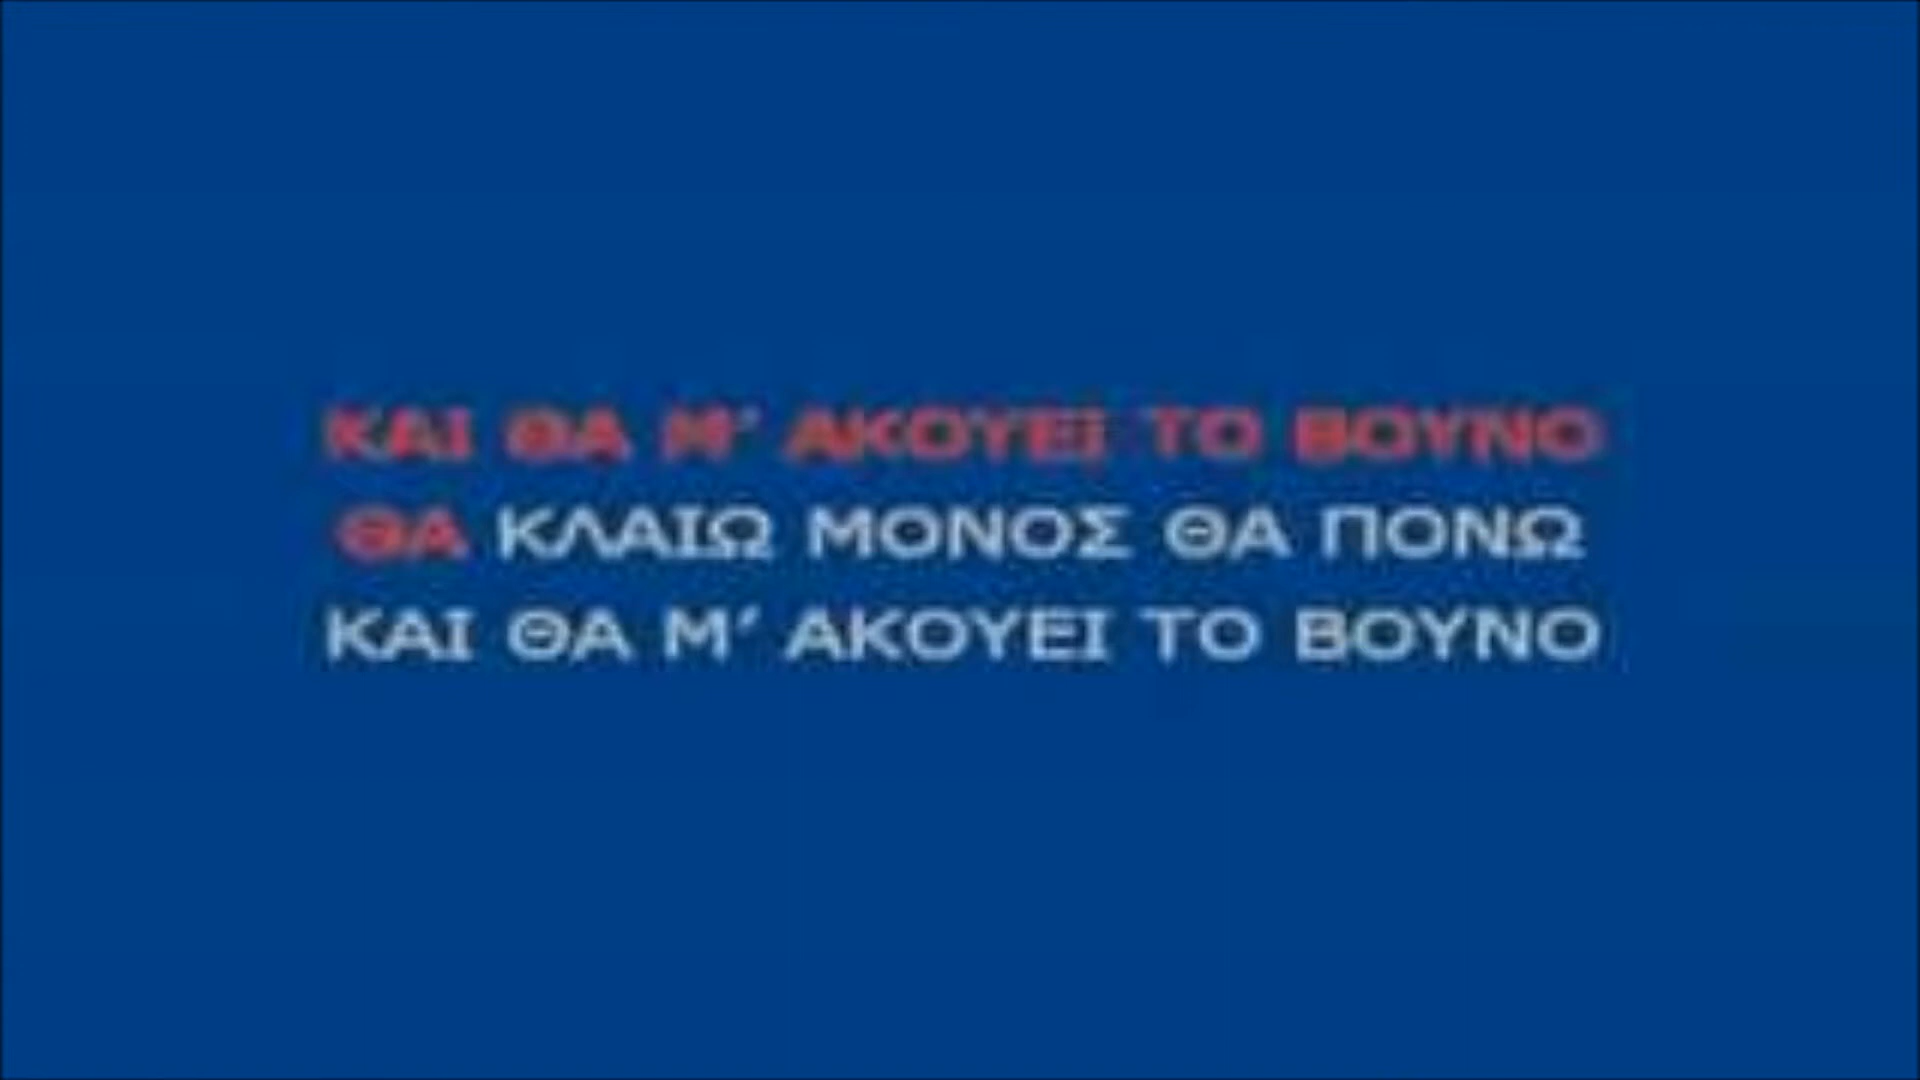 ΚΑΙ ΘΑ Μ' ΑΚΟΥΕΙ ΤΟ ΒΟΥΝΟ
ΘΑ ΚΛΑΙΩ ΜΟΝΟΣ ΘΑ ΠΟΝΩ
ΚΑΙ ΘΑ Μ' ΑΚΟΥΕΙ ΤΟ ΒΟΥΝΟ